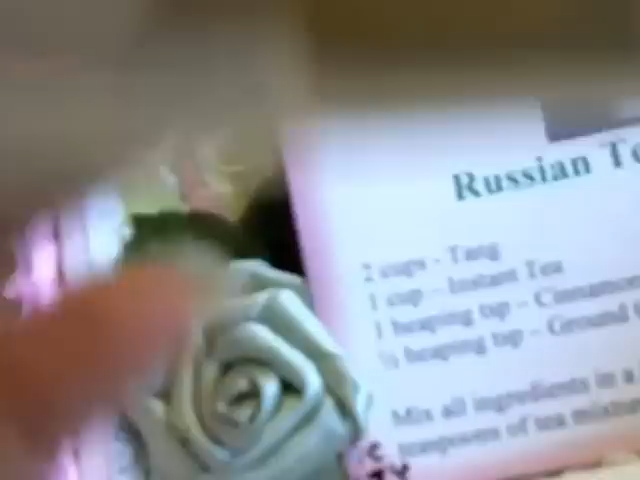 Russian
2 cups - Tang
1 cup - Instant Tea
1 heaping tsp - Cinnamon
½ heaping tsp - Ground
Mix all ingredients in a
teaspoons of tea mixture